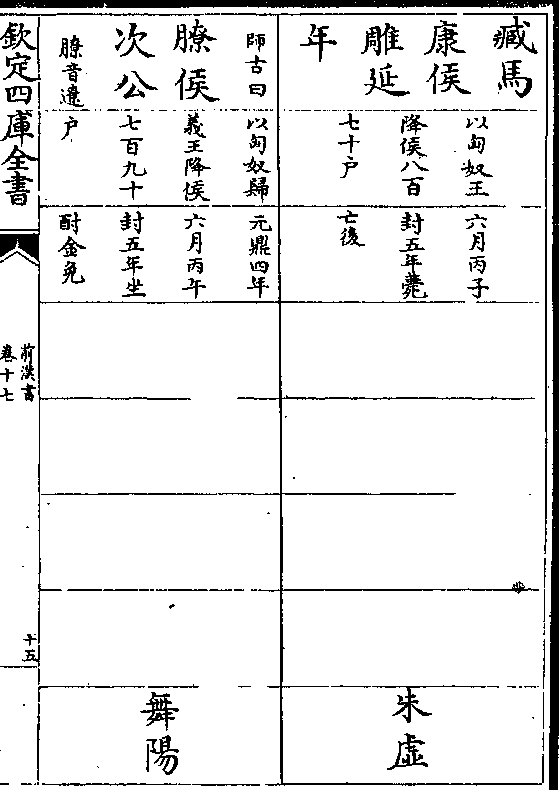 臧馬
康侯
雕延
年
以匈奴王
降侯八百
七十户
六月丙子
封五年薨
亡後
朱虛
師古曰
膫侯
次公
膫音遼
以匈奴歸
義王降侯
七百九十
户
元鼎四年
六月丙午
封五年坐
酎金免
舞陽
欽定四庫全書
前漢書
卷十七
十五